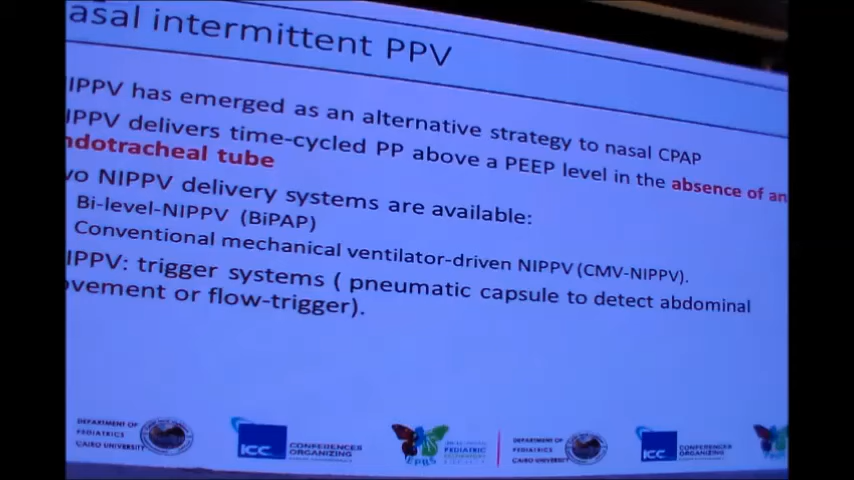 asal intermittent PPV
IPPV has emerged as an alternative strategy to nasal CPAP
IPPV delivers time-cycled PP above a PEEP level in the absence of an
ndotracheal tube
wo NIPPV delivery systems are available:
Bi-level-NIPPV (BiPAP)
Conventional mechanical ventilator-driven NIPPV (CMV-NIPPV).
IPPV: trigger systems ( pneumatic capsule to detect abdominal
ovement or flow-trigger).
DEPARTMENT OF
PEDIATRICS
CAIRO UNIVERSITY
ICC
CONFERENCES
ORGANIZING
EPRS
DEPARTMENT OF
PEDIATRICS
CAIRO UNIVERSITY
ICC
CONFERENCES
ORGANIZING